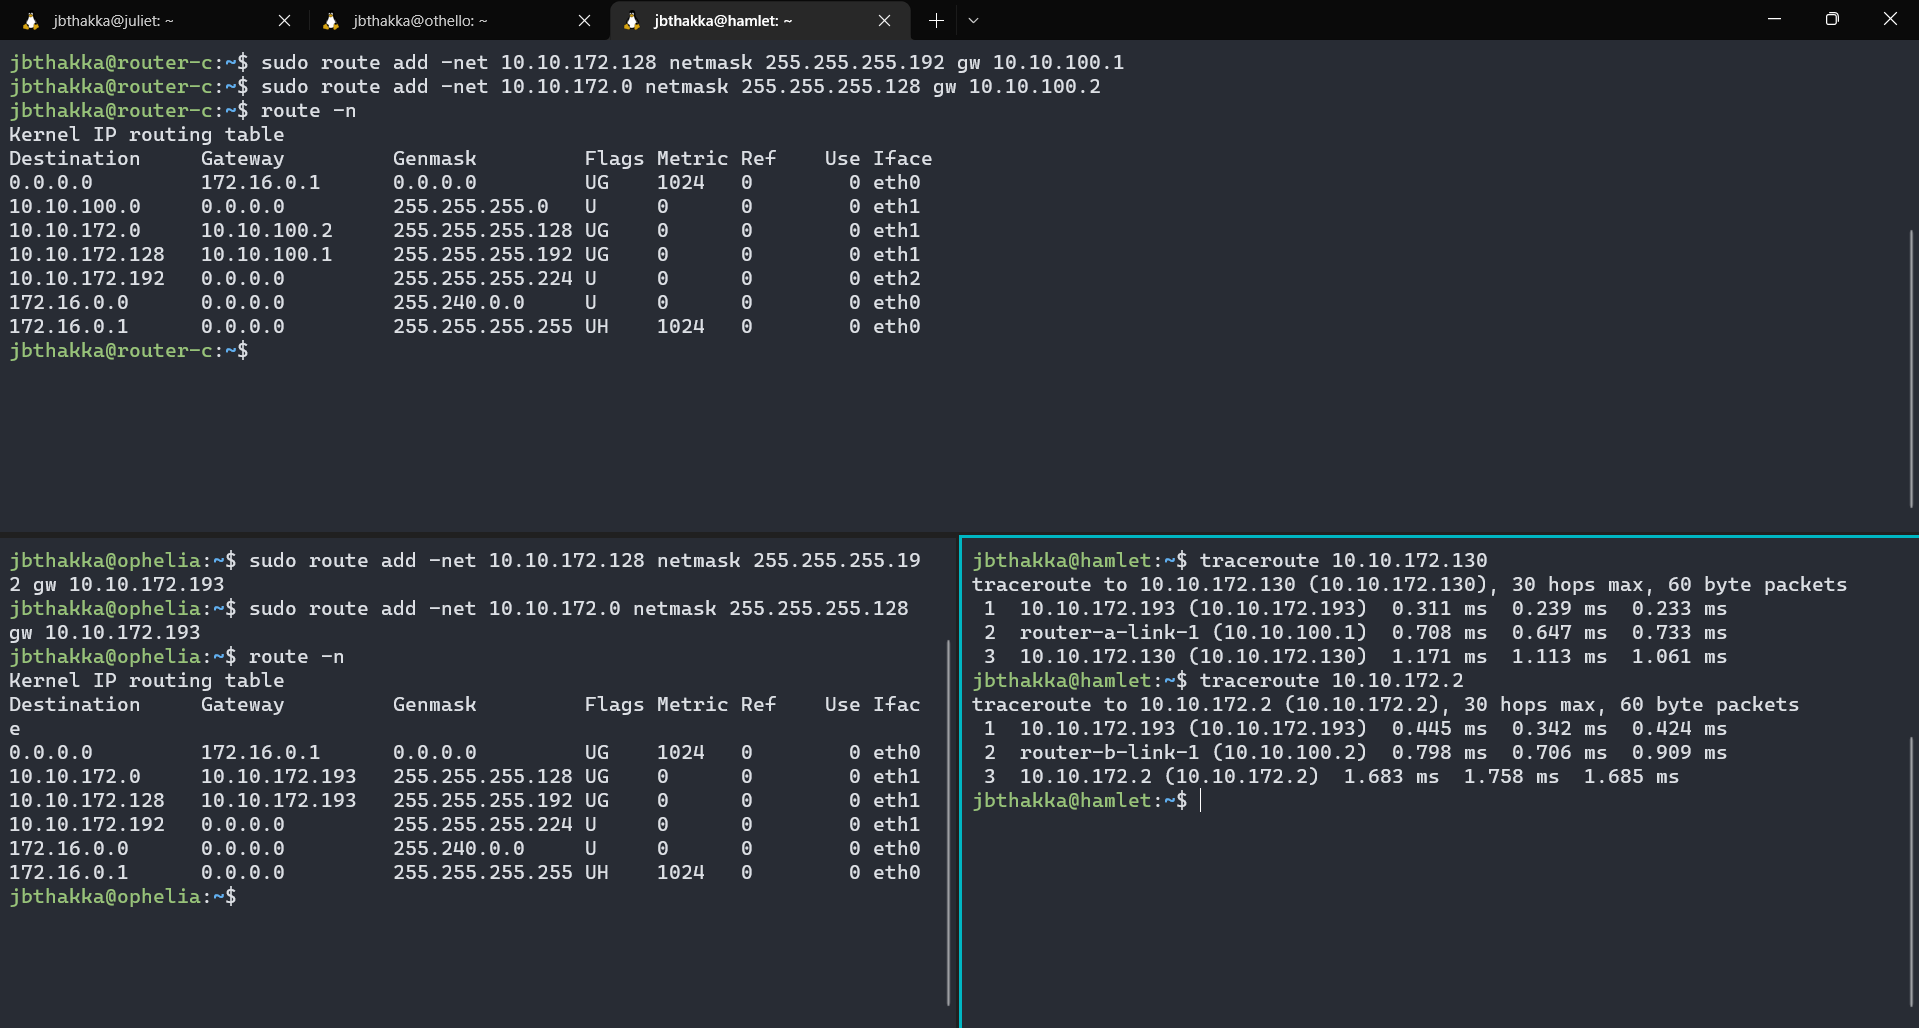 jbthakka@juliet: ~
jbthakka@othello: ~
jbthakka@hamlet: ~
jbthakka@router-c:~$ sudo route add -net 10.10.172.128 netmask 255.255.255.192 gw 10.10.100.1
jbthakka@router-c:~$ sudo route add -net 10.10.172.0 netmask 255.255.255.128 gw 10.10.100.2
jbthakka@router-c:~$ route -n
Kernel IP routing table
Destination     Gateway         Genmask         Flags Metric Ref    Use Iface
0.0.0.0         172.16.0.1      0.0.0.0         UG    1024   0        0 eth0
10.10.100.0     0.0.0.0         255.255.255.0   U     0      0        0 eth1
10.10.172.0     10.10.100.2     255.255.255.128 UG    0      0        0 eth1
10.10.172.128   10.10.100.1     255.255.255.192 UG    0      0        0 eth1
10.10.172.192   0.0.0.0         255.255.255.224 U     0      0        0 eth2
172.16.0.0      0.0.0.0         255.240.0.0     U     0      0        0 eth0
172.16.0.1      0.0.0.0         255.255.255.255 UH    1024   0        0 eth0
jbthakka@router-c:~$
jbthakka@ophelia:~$ sudo route add -net 10.10.172.128 netmask 255.255.255.19
2 gw 10.10.172.193
jbthakka@ophelia:~$ sudo route add -net 10.10.172.0 netmask 255.255.255.128
gw 10.10.172.193
jbthakka@ophelia:~$ route -n
Kernel IP routing table
Destination     Gateway         Genmask         Flags Metric Ref    Use Ifac
e
0.0.0.0         172.16.0.1      0.0.0.0         UG    1024   0        0 eth0
10.10.172.0     10.10.172.193   255.255.255.128 UG    0      0        0 eth1
10.10.172.128   10.10.172.193   255.255.255.192 UG    0      0        0 eth1
10.10.172.192   0.0.0.0         255.255.255.224 U     0      0        0 eth1
172.16.0.0      0.0.0.0         255.240.0.0     U     0      0        0 eth0
172.16.0.1      0.0.0.0         255.255.255.255 UH    1024   0        0 eth0
jbthakka@ophelia:~$
jbthakka@hamlet:~$ traceroute 10.10.172.130
traceroute to 10.10.172.130 (10.10.172.130), 30 hops max, 60 byte packets
 1  10.10.172.193 (10.10.172.193)  0.311 ms  0.239 ms  0.233 ms
 2  router-a-link-1 (10.10.100.1)  0.708 ms  0.647 ms  0.733 ms
 3  10.10.172.130 (10.10.172.130)  1.171 ms  1.113 ms  1.061 ms
jbthakka@hamlet:~$ traceroute 10.10.172.2
traceroute to 10.10.172.2 (10.10.172.2), 30 hops max, 60 byte packets
 1  10.10.172.193 (10.10.172.193)  0.445 ms  0.342 ms  0.424 ms
 2  router-b-link-1 (10.10.100.2)  0.798 ms  0.706 ms  0.909 ms
 3  10.10.172.2 (10.10.172.2)  1.683 ms  1.758 ms  1.685 ms
jbthakka@hamlet:~$